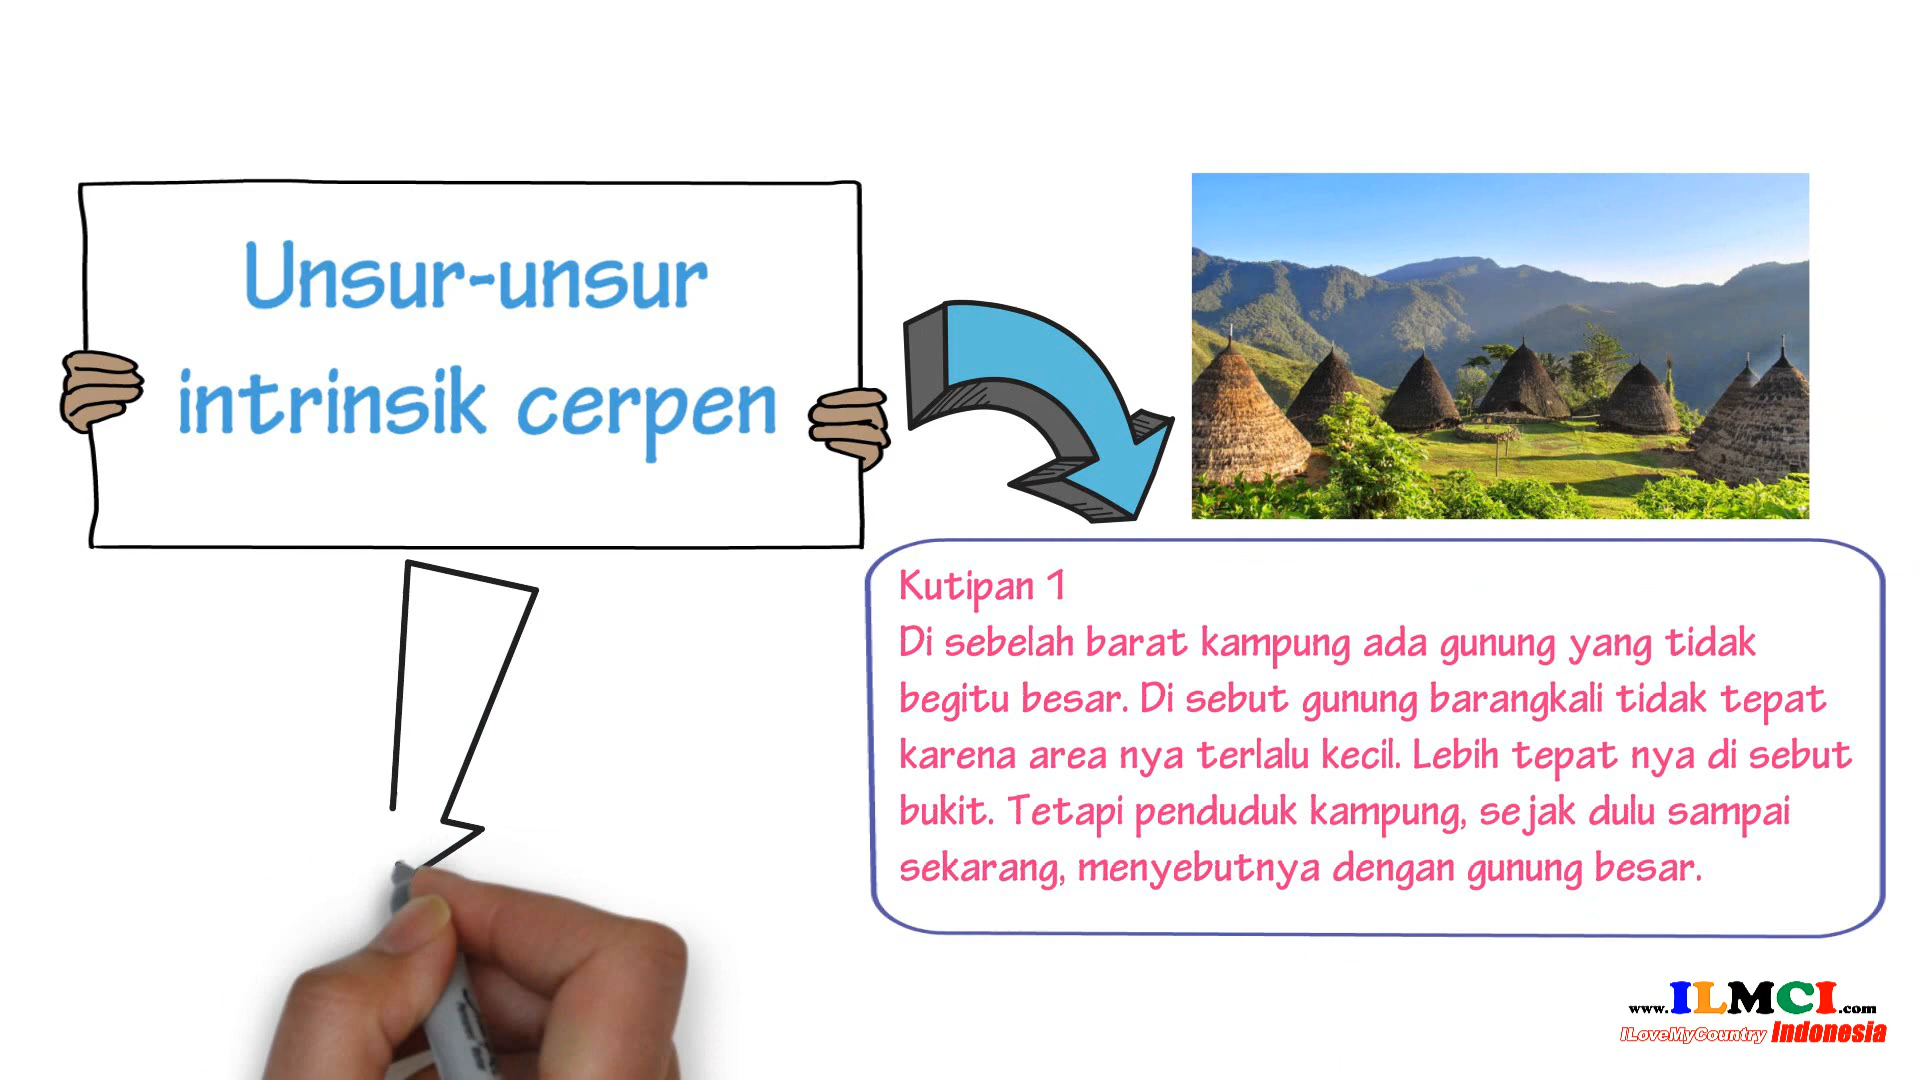 Unsur-unsur
intrinsik cerpen
Kutipan 1
Di sebelah barat kampung ada gunung yang tidak
begitu besar. Di sebut gunung barangkali tidak tepat
karena area nya terlalu kecil. Lebih tepat nya di sebut
bukit. Tetapi penduduk kampung, sejak dulu sampai
sekarang, menyebutnya dengan gunung besar.
www.ILMCI.com
ILoveMyCountry Indonesia